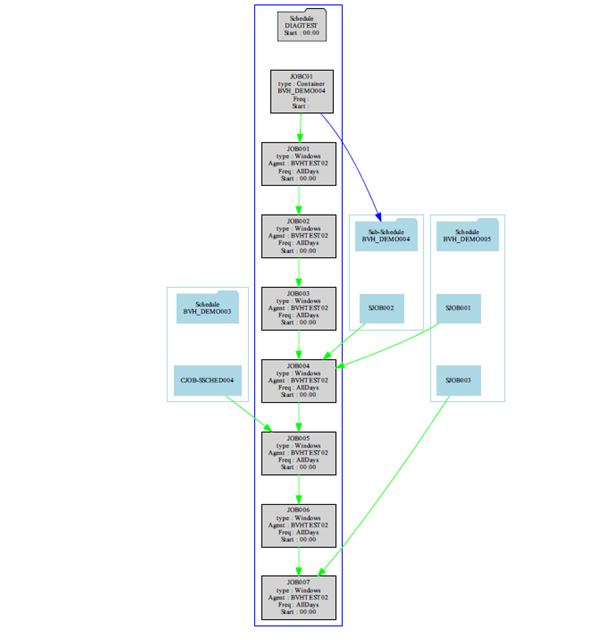 Schedule
DIAGTEST
Start : 00:00
JOBC01
type : Container
BVH_DEMO004
Freq :
Start :
JOB001
type : Windows
Agent : BVHTEST02
Freq : AllDays
Start : 00:00
JOB002
type : Windows
Agent : BVHTEST02
Freq : AllDays
Start : 00:00
Sub-Schedule
BVH_DEMO004
Schedule
BVH_DEMO005
Schedule
BVH_DEMO003
JOB003
type : Windows
Agent : BVHTEST02
Freq : AllDays
Start : 00:00
SJOB002
SJOB001
CJOB-SSCHED004
JOB004
type : Windows
Agent : BVHTEST02
Freq : AllDays
Start : 00:00
SJOB003
JOB005
type : Windows
Agent : BVHTEST02
Freq : AllDays
Start : 00:00
JOB006
type : Windows
Agent : BVHTEST02
Freq : AllDays
Start : 00:00
JOB007
type : Windows
Agent : BVHTEST02
Freq : AllDays
Start : 00:00